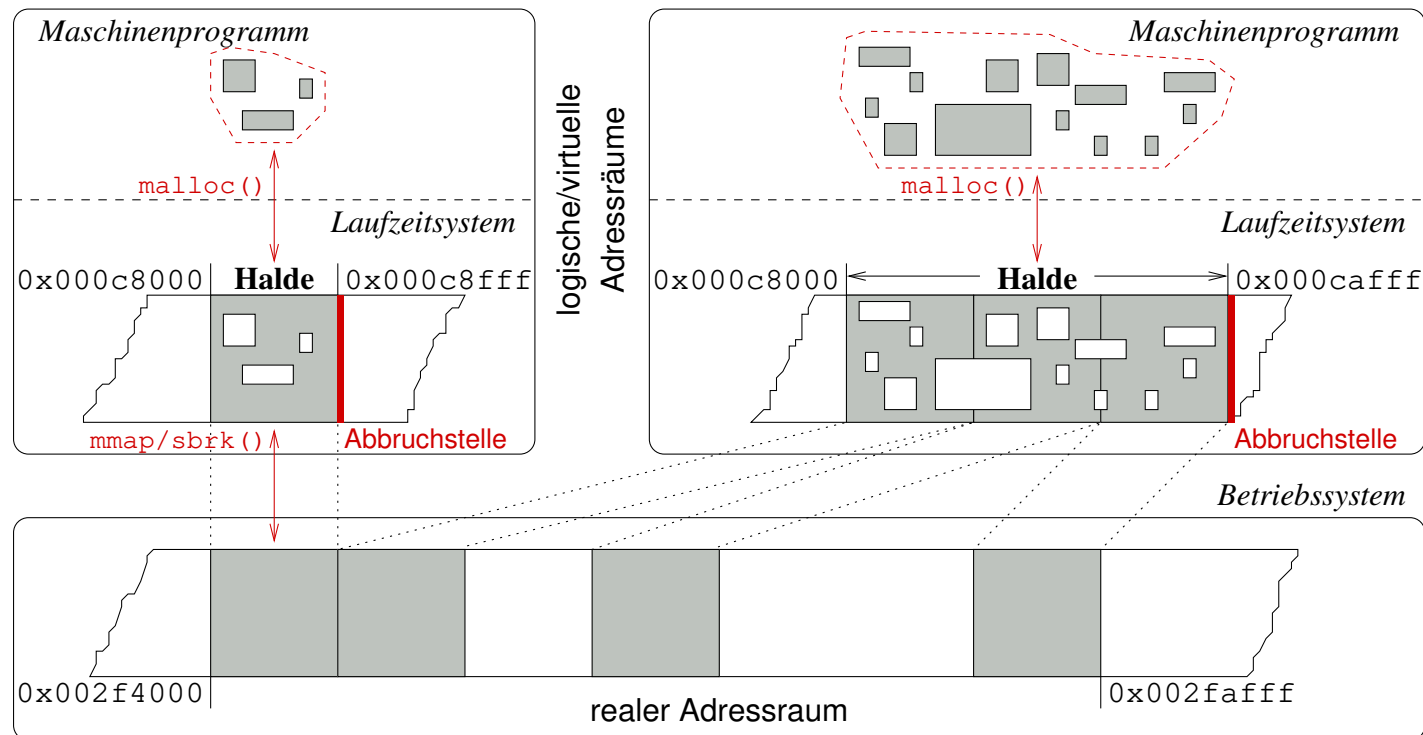 Maschinenprogramm
malloc()
Laufzeitsystem
0x000c8000
Halde
0x000c8fff
mmap/sbrk()
Abbruchstelle
logische/virtuelle
Adressräume
Maschinenprogramm
malloc()
Laufzeitsystem
0x000c8000
Halde
0x000cafff
Abbruchstelle
Betriebssystem
0x002f4000
realer Adressraum
0x002fafff